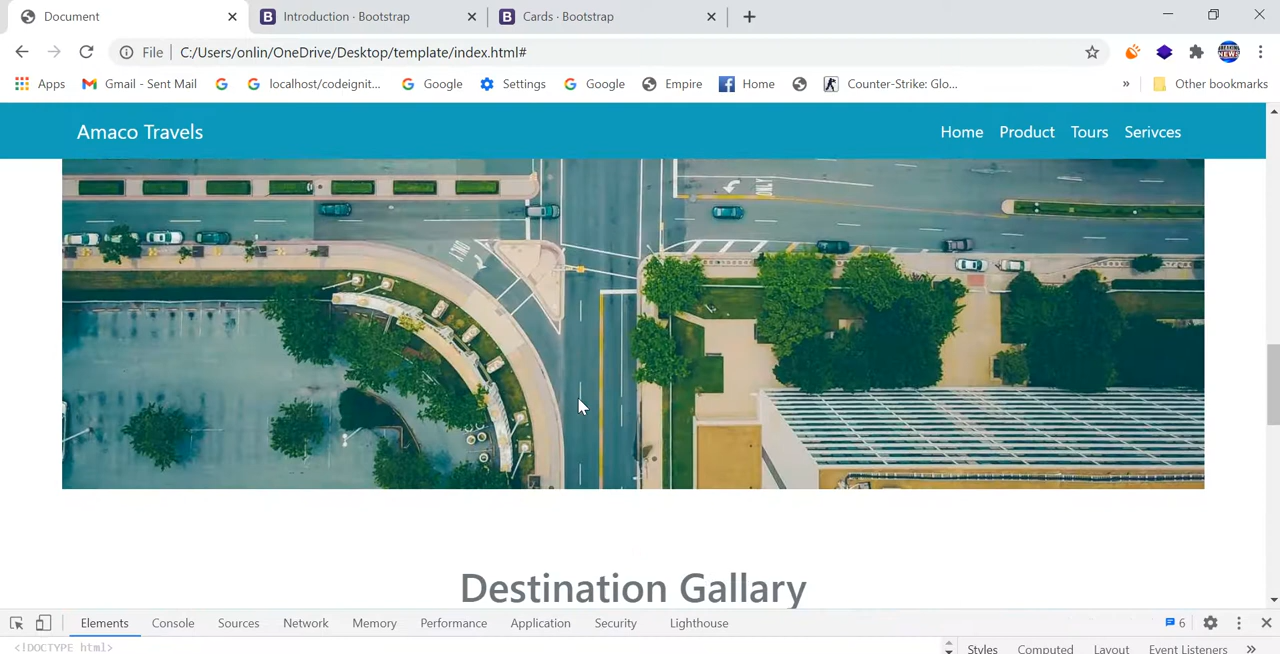 Document
Introduction · Bootstrap
Cards · Bootstrap
File
C:/Users/onlin/OneDrive/Desktop/template/index.html#
Apps
Gmail - Sent Mail
localhost/codeignit...
Google
Settings
Google
Empire
Home
Counter-Strike: Glo...
»
Other bookmarks
Amaco Travels
Home
Product
Tours
Serivces
ONLY
ONLY
Destination Gallary
Elements
Console
Sources
Network
Memory
Performance
Application
Security
Lighthouse
6
<!DOCTYPE html>
Styles
Computed
Layout
Event Listeners
»